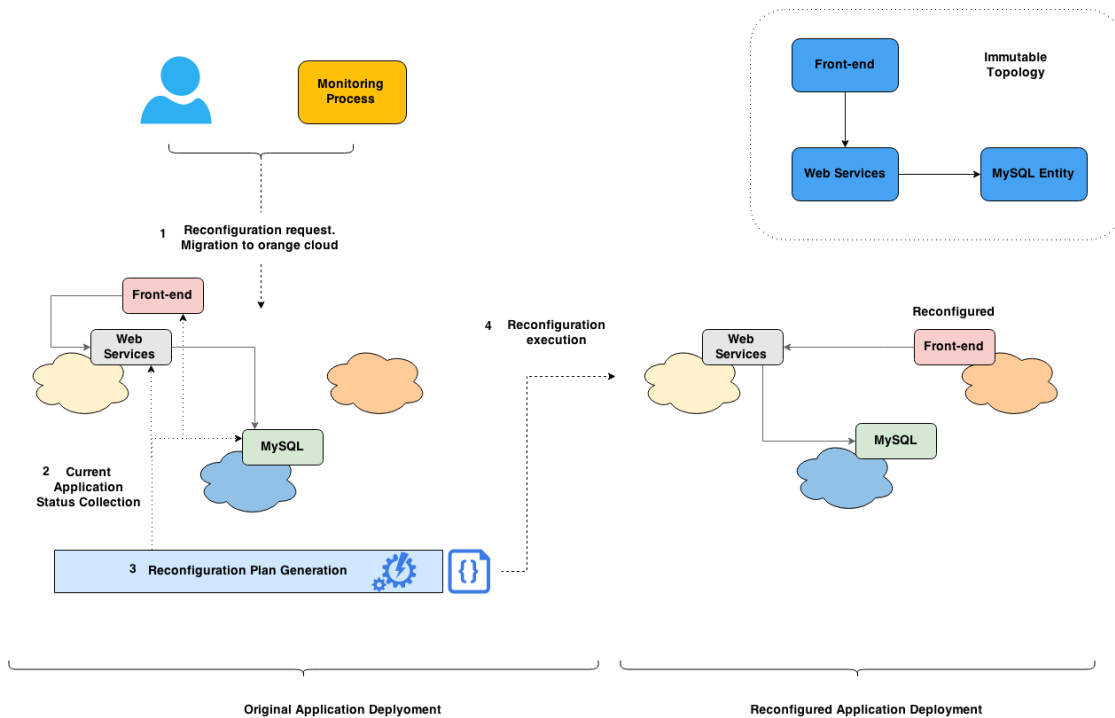 Monitoring
Process
Front-end
Immutable
Topology
Web Services
MySQL Entity
1 Reconfiguration request.
Migration to orange cloud
Front-end
Web
Services
MySQL
2 Current
Application
Status Collection
3 Reconfiguration Plan Generation
{}
4 Reconfiguration
execution
Reconfigured
Web
Services
Front-end
MySQL
Original Application Deplyoment
Reconfigured Application Deployment